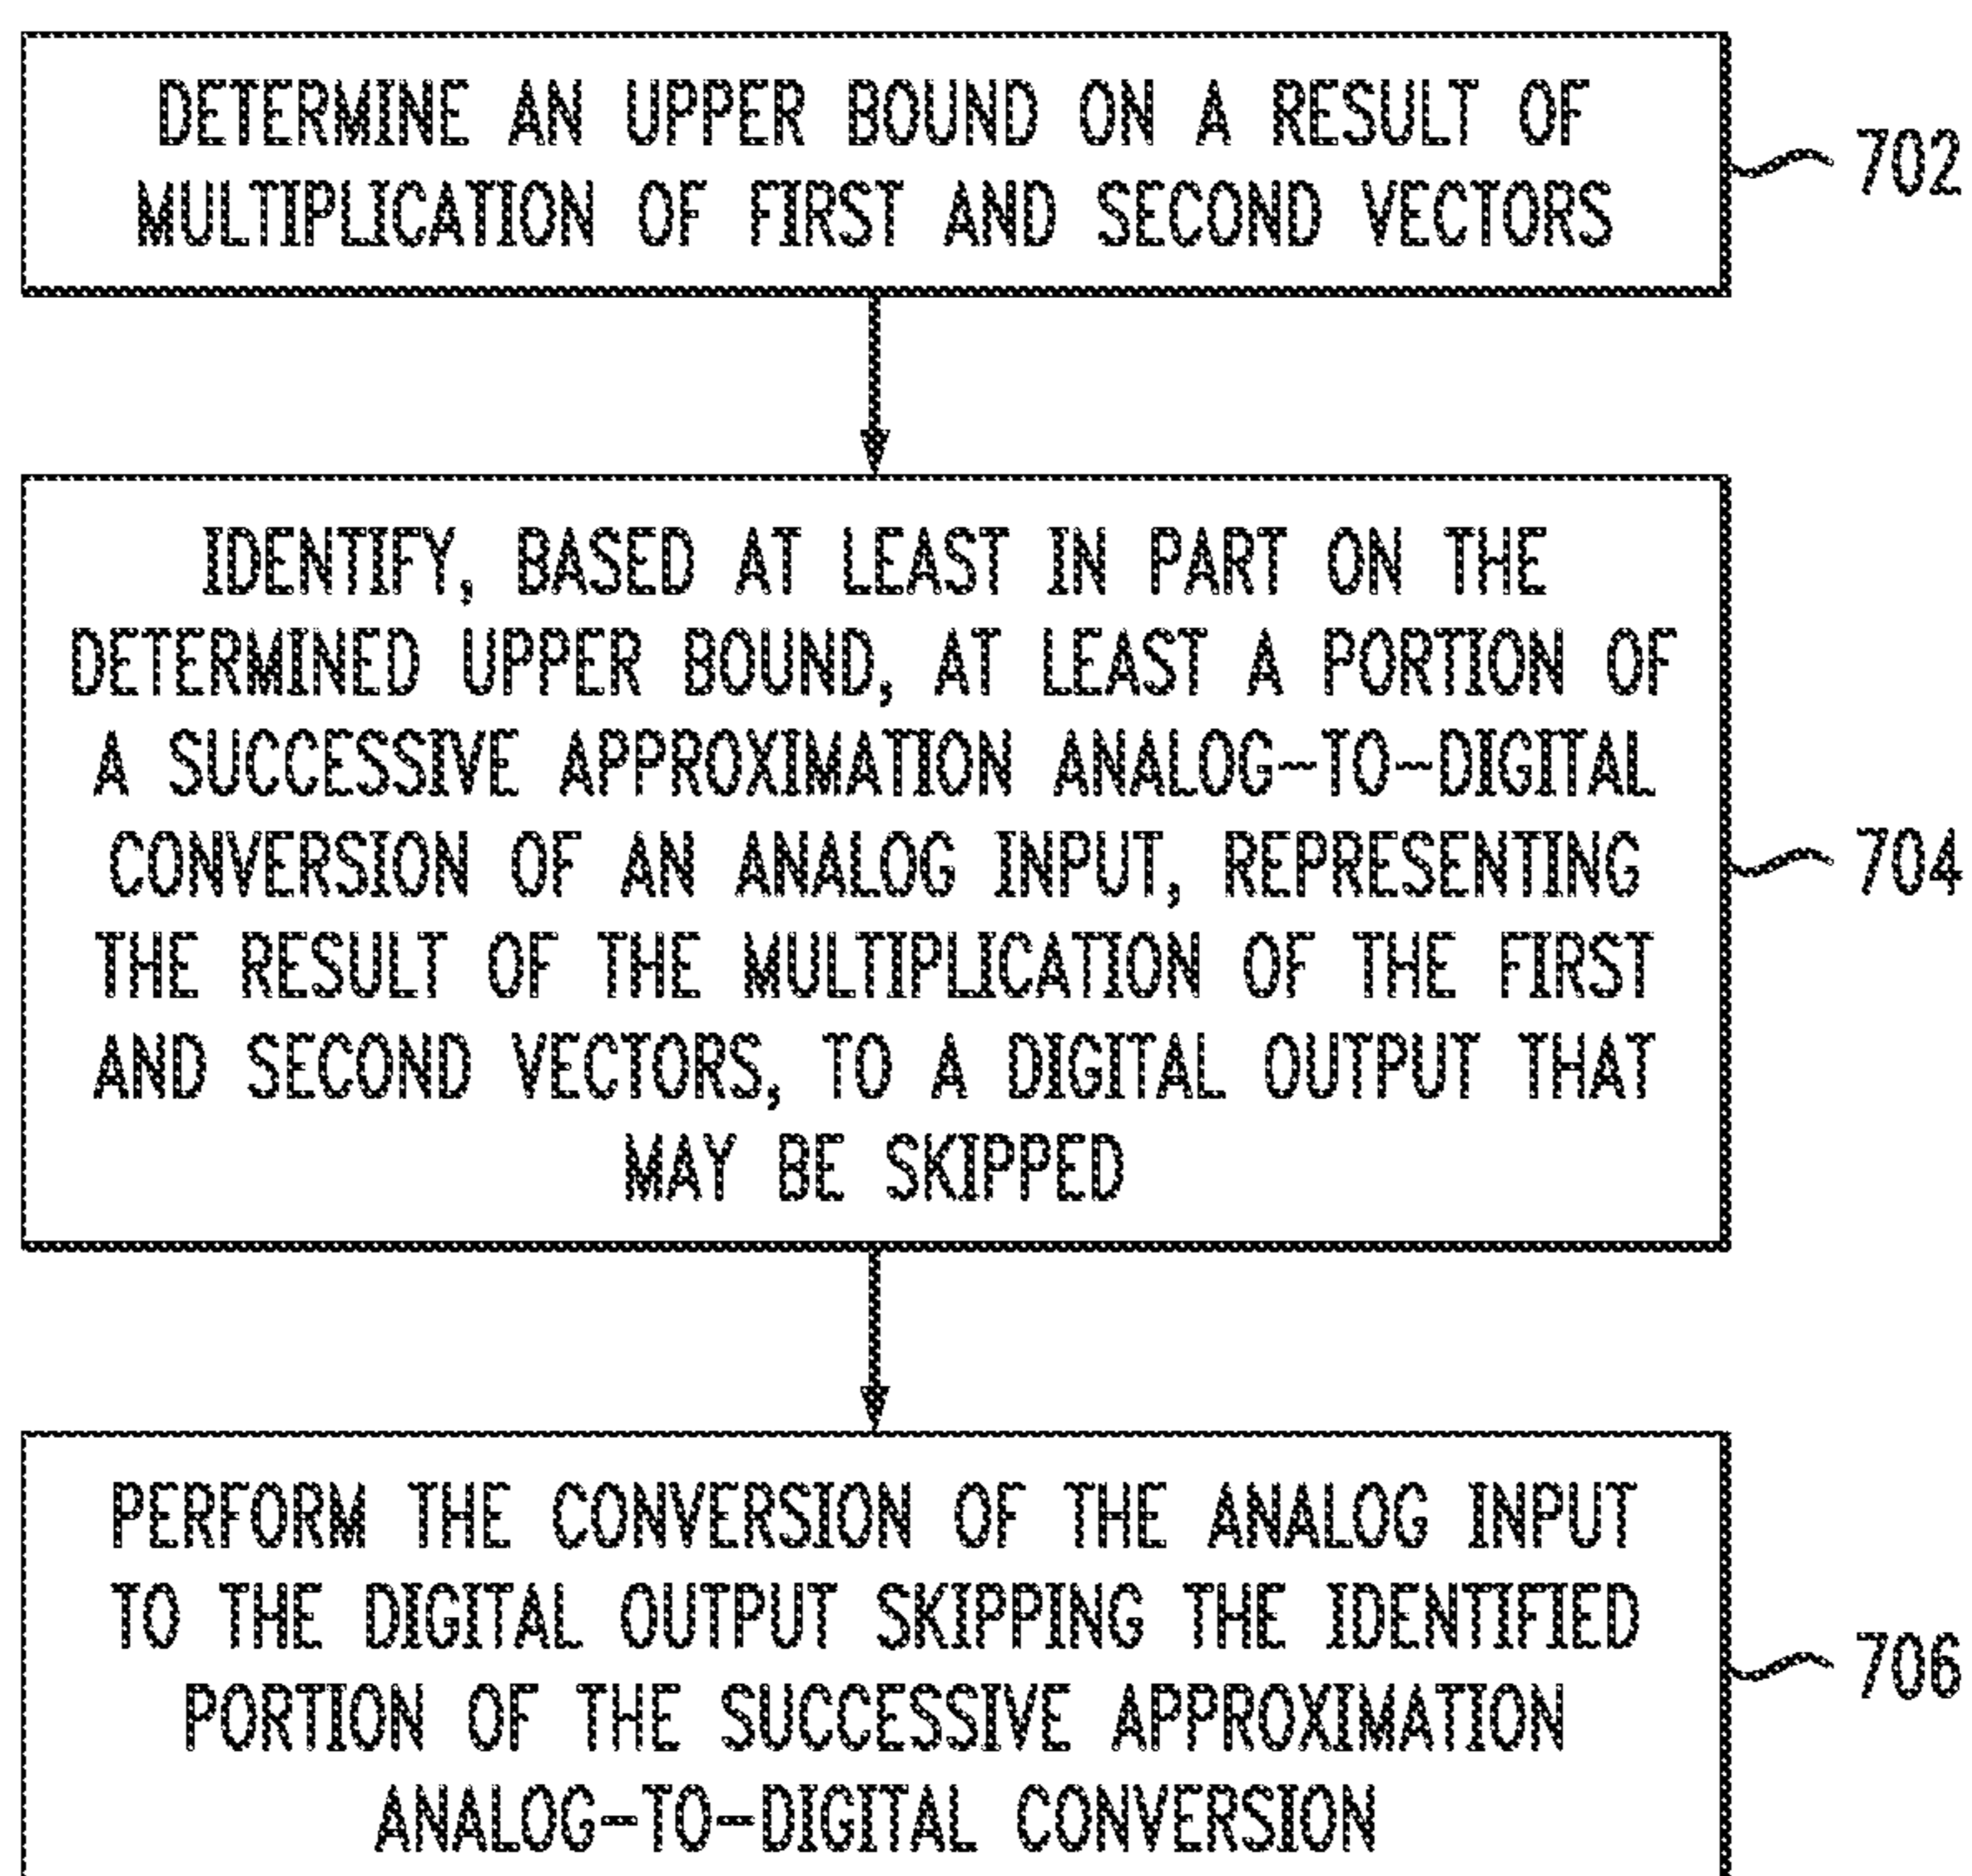 DETERMINE AN UPPER BOUND ON A RESULT OF
MULTIPLICATION OF FIRST AND SECOND VECTORS
702
IDENTIFY, BASED AT LEAST IN PART ON THE
DETERMINED UPPER BOUND, AT LEAST A PORTION OF
A SUCCESSIVE APPROXIMATION ANALOG-TO-DIGITAL
CONVERSION OF AN ANALOG INPUT, REPRESENTING
THE RESULT OF THE MULTIPLICATION OF THE FIRST
AND SECOND VECTORS, TO A DIGITAL OUTPUT THAT
MAY BE SKIPPED
704
PERFORM THE CONVERSION OF THE ANALOG INPUT
TO THE DIGITAL OUTPUT SKIPPING THE IDENTIFIED
PORTION OF THE SUCCESSIVE APPROXIMATION
ANALOG-TO-DIGITAL CONVERSION
706